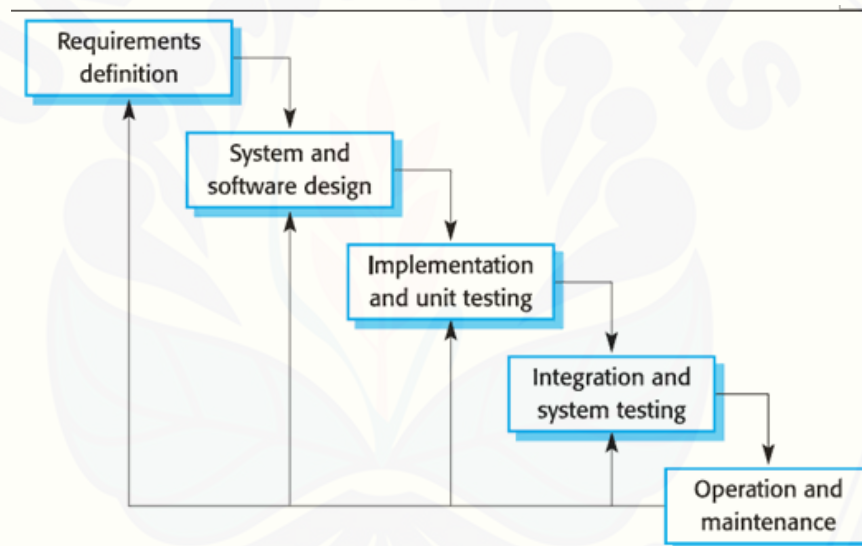 Requirements
definition
System and
software design
Implementation
and unit testing
Integration and
system testing
Operation and
maintenance